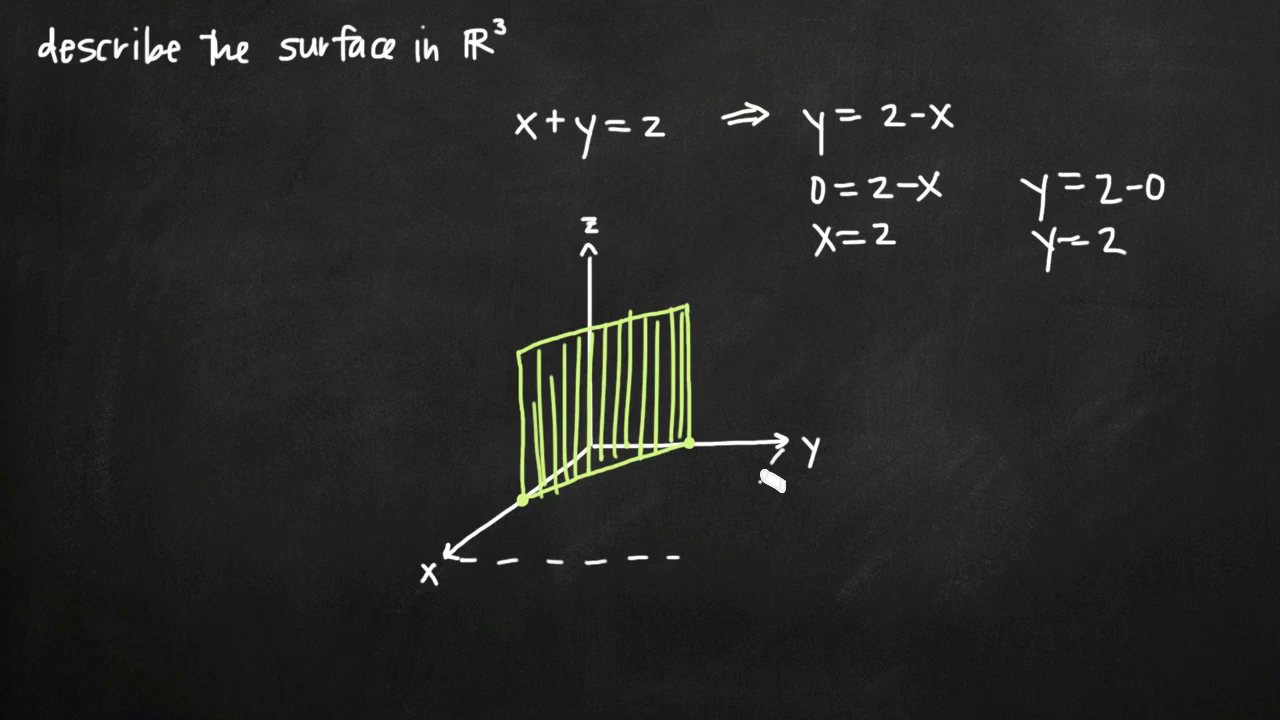 describe the surface in ℝ³
x+y=2 ⇒ y=2-x
0=2-x y=2-0
x=2 y=2
z
y
x